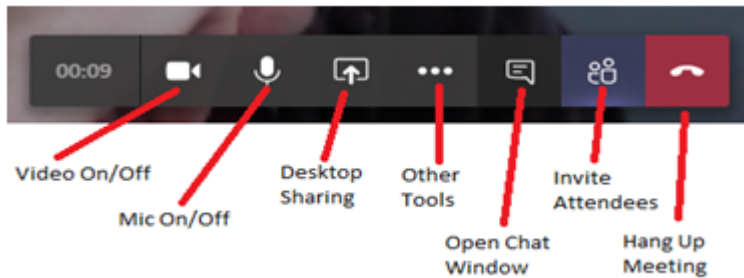 00:09
Video On/Off
Mic On/Off
Desktop
Sharing
Other
Tools
Open Chat
Window
Invite
Attendees
Hang Up
Meeting